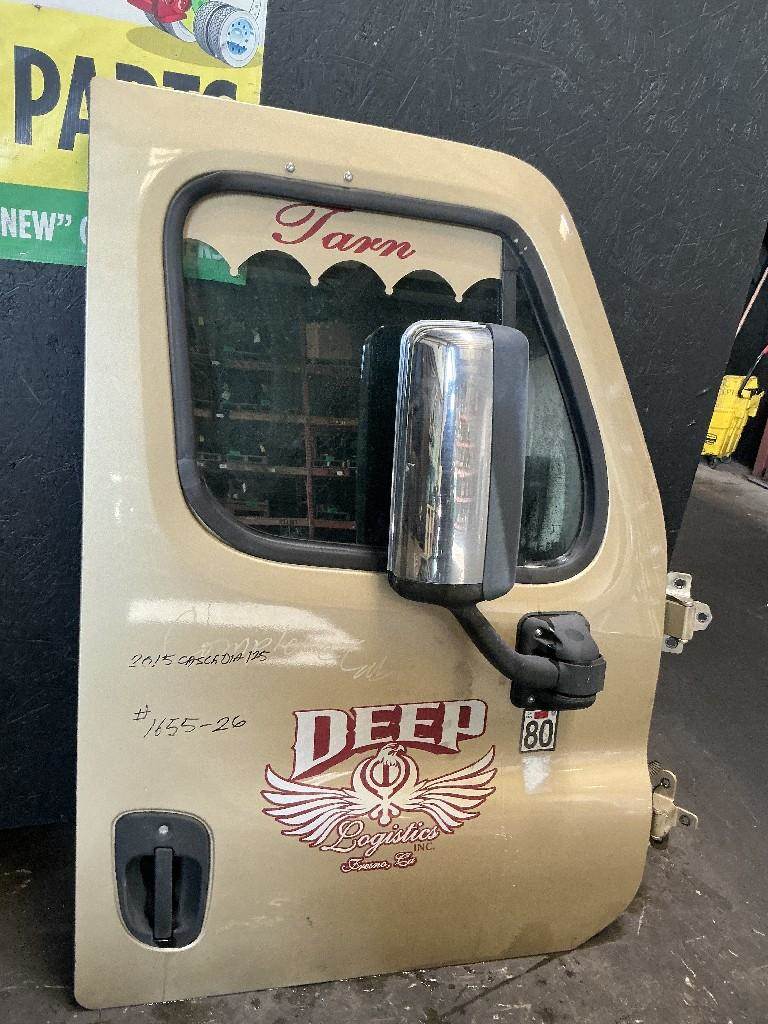 PARTS
NEW"
Tarn
2015 CASCADIA 125
#1655-26
80
DEEP
Logistics
INC.
Fresno, Ca